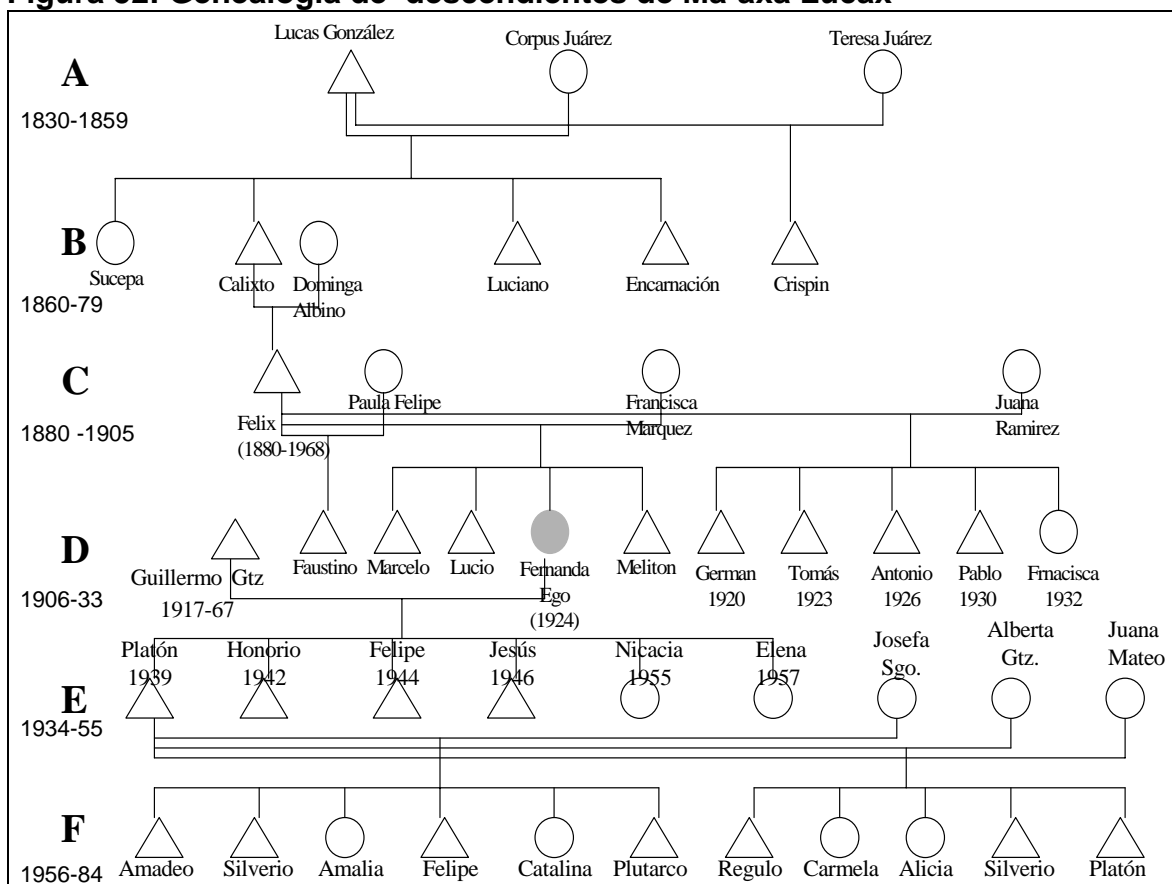 Figura 32. Genealogía de descendientes de Ma axa Lucax
Lucas González
Corpus Juárez
Teresa Juárez
A
1830-1859
B
Sucepa
Calixto
Dominga
Albino
Luciano
Encarnación
Crispin
1860-79
C
Paula Felipe
Francisca
Marquez
Juana
Ramirez
Felix
(1880-1968)
1880 -1905
D
Guillermo Gtz
1917-67
Faustino
Marcelo
Lucio
Fernanda
Ego
(1924)
Meliton
German
1920
Tomás
1923
Antonio
1926
Pablo
1930
Frnacisca
1932
1906-33
Platón
1939
Honorio
1942
Felipe
1944
Jesús
1946
Nicacia
1955
Elena
1957
Josefa
Sgo.
Alberta
Gtz.
Juana
Mateo
E
1934-55
F
Amadeo
Silverio
Amalia
Felipe
Catalina
Plutarco
Regulo
Carmela
Alicia
Silverio
Platón
1956-84